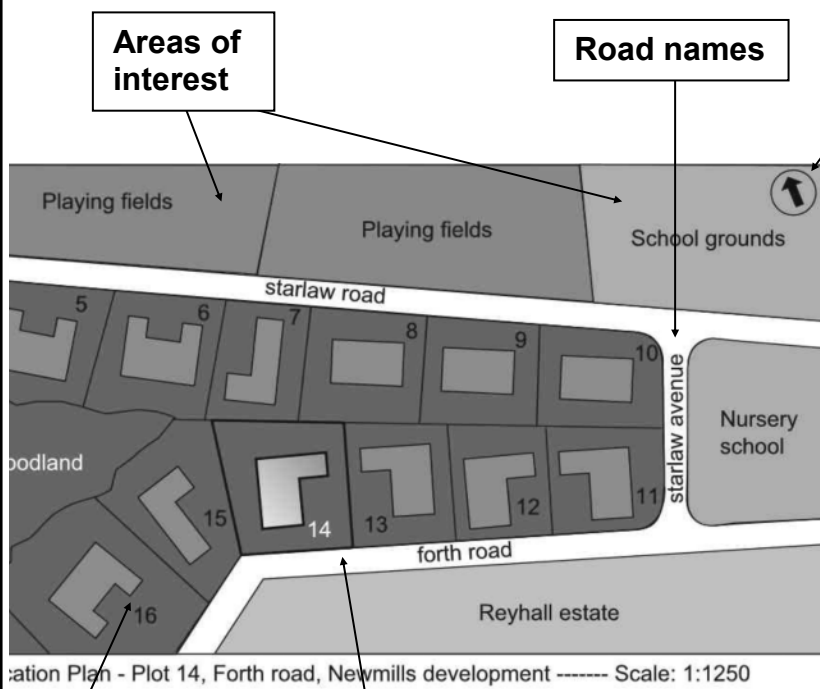 Areas of
interest
Road names
Playing fields
Playing fields
School grounds
starlaw road
5
6
7
8
9
10
starlaw avenue
Nursery
school
oodland
15
14
13
12
11
forth road
16
Reyhall estate
cation Plan - Plot 14, Forth road, Newmills development ------- Scale: 1:1250